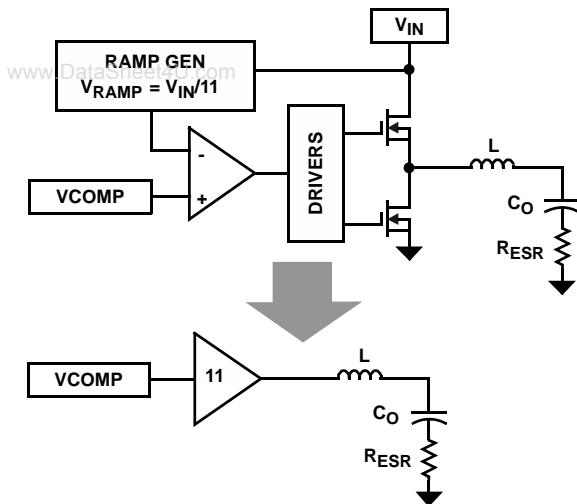 V_IN
RAMP GEN
V_RAMP = V_IN/11
www.DataSheet4U.com
-
+
VCOMP
DRIVERS
L
C_O
R_ESR
VCOMP
11
L
C_O
R_ESR